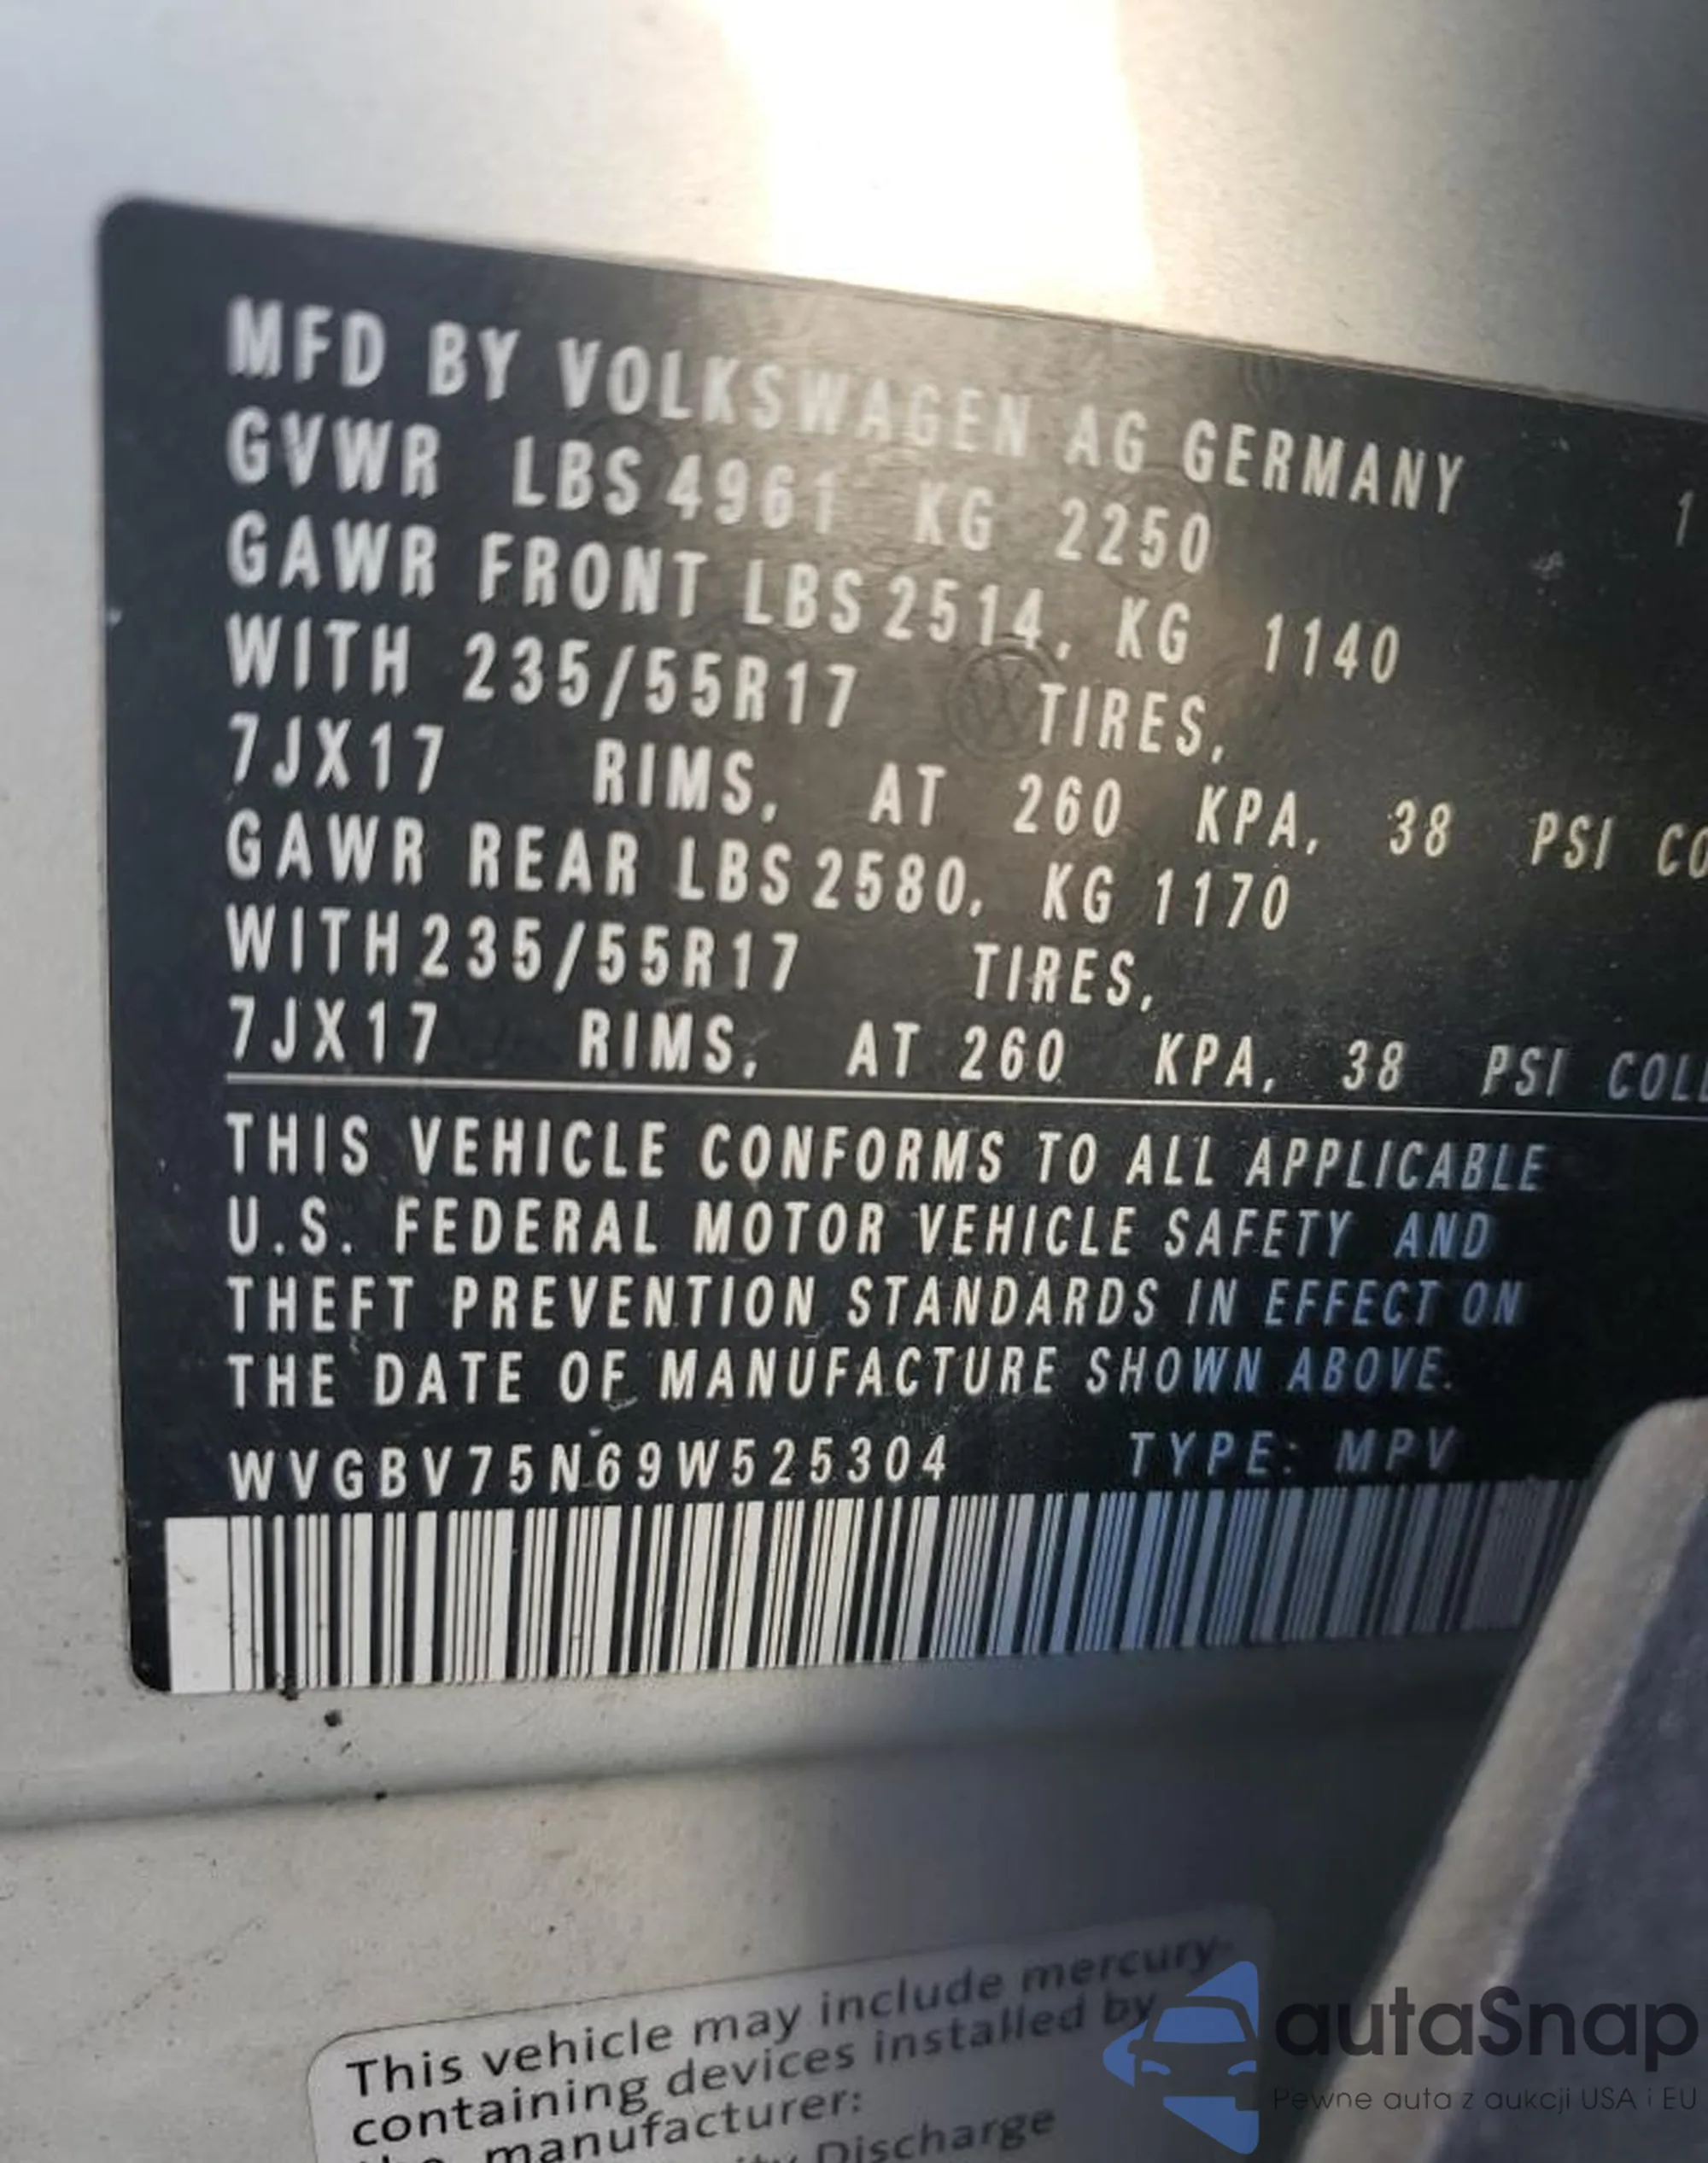 MFD BY VOLKSWAGEN AG GERMANY 1
GVWR LBS 4961 KG 2250
GAWR FRONT LBS 2514, KG 1140
WITH 235/55R17 TIRES,
7JX17 RIMS, AT 260 KPA, 38 PSI CO
GAWR REAR LBS 2580, KG 1170
WITH 235/55R17 TIRES,
7JX17 RIMS, AT 260 KPA, 38 PSI COL
THIS VEHICLE CONFORMS TO ALL APPLICABLE
U.S. FEDERAL MOTOR VEHICLE SAFETY AND
THEFT PREVENTION STANDARDS IN EFFECT ON
THE DATE OF MANUFACTURE SHOWN ABOVE.
WVGBV75N69W525304 TYPE: MPV
This vehicle may include mercury-
containing devices installed by
manufacturer:
Discharge
autaSnap
Pewne auta z aukcji USA i EU